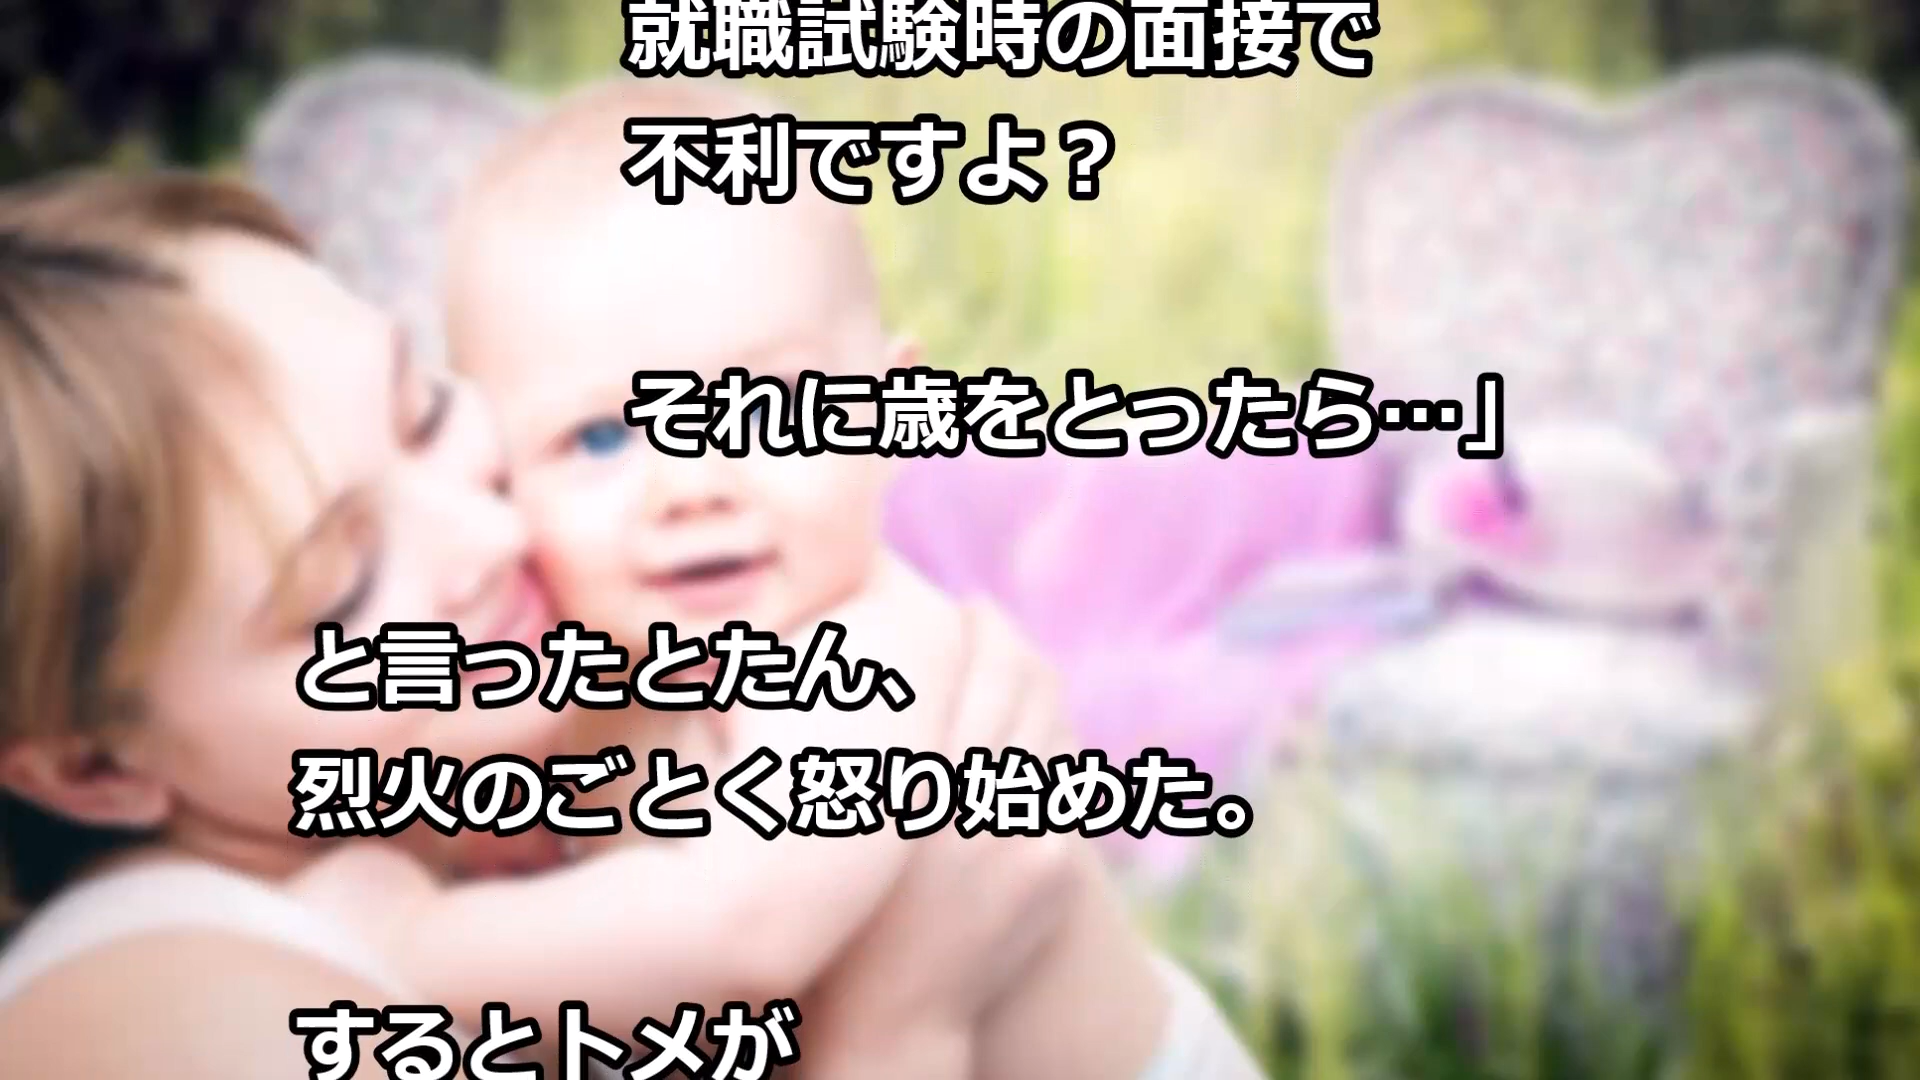 就職試験時の面接で
不利ですよ？
それに歳をとったら…」
と言ったとたん、
烈火のごとく怒り始めた。
するとトメが